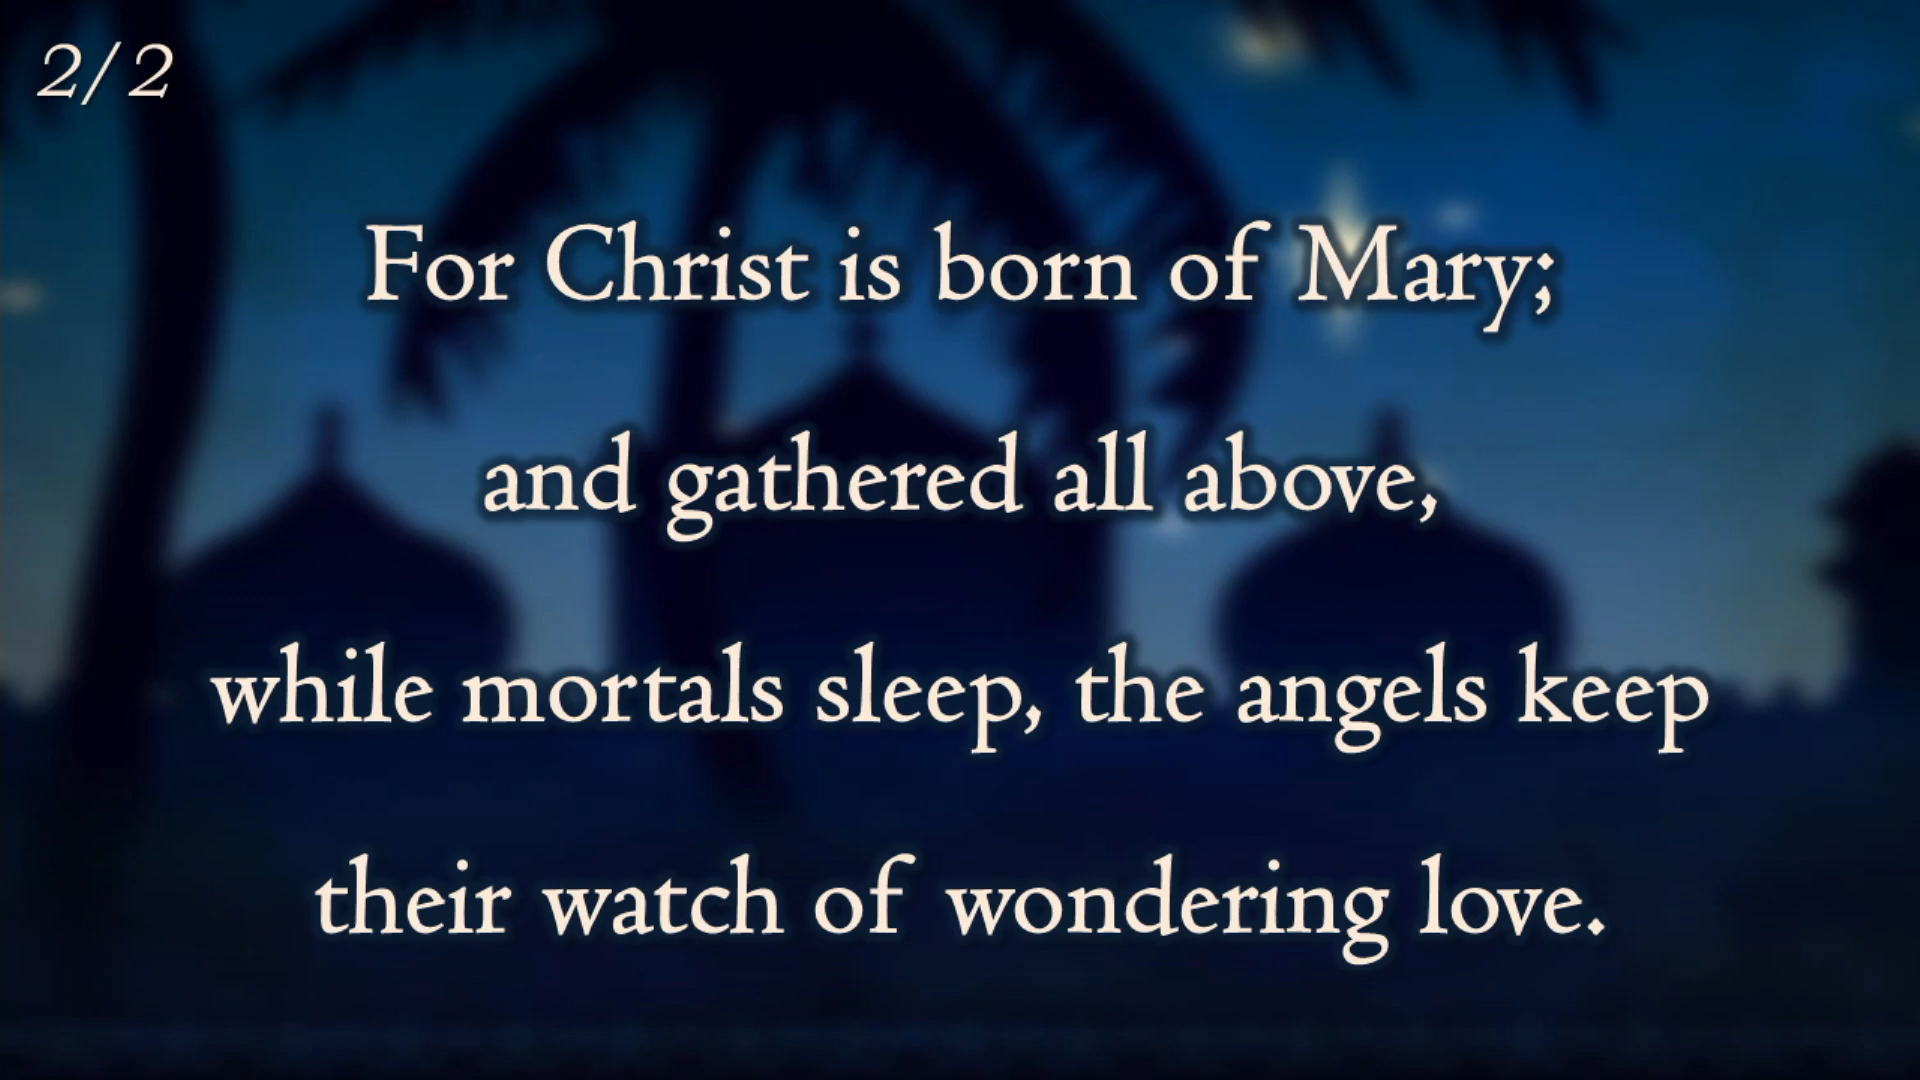 2/2
For Christ is born of Mary;
and gathered all above,
while mortals sleep, the angels keep
their watch of wondering love.